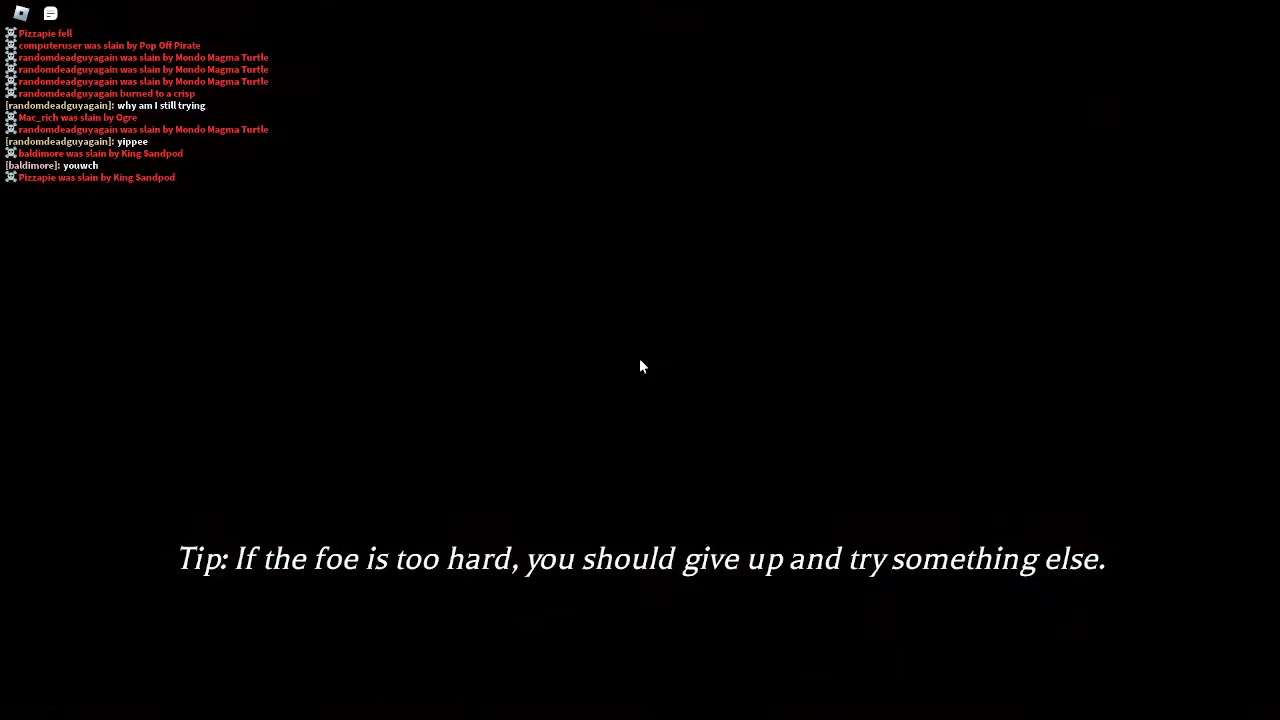 ☠Pizzapie fell
☠computeruser was slain by Pop Off Pirate
☠randomdeadguyagain was slain by Mondo Magma Turtle
☠randomdeadguyagain was slain by Mondo Magma Turtle
☠randomdeadguyagain was slain by Mondo Magma Turtle
☠randomdeadguyagain burned to a crisp
[randomdeadguyagain]: why am I still trying
☠Mac_rich was slain by Ogre
☠randomdeadguyagain was slain by Mondo Magma Turtle
[randomdeadguyagain]: yippee
☠baldimore was slain by King Sandpod
[baldimore]: youwch
☠Pizzapie was slain by King Sandpod
Tip: If the foe is too hard, you should give up and try something else.